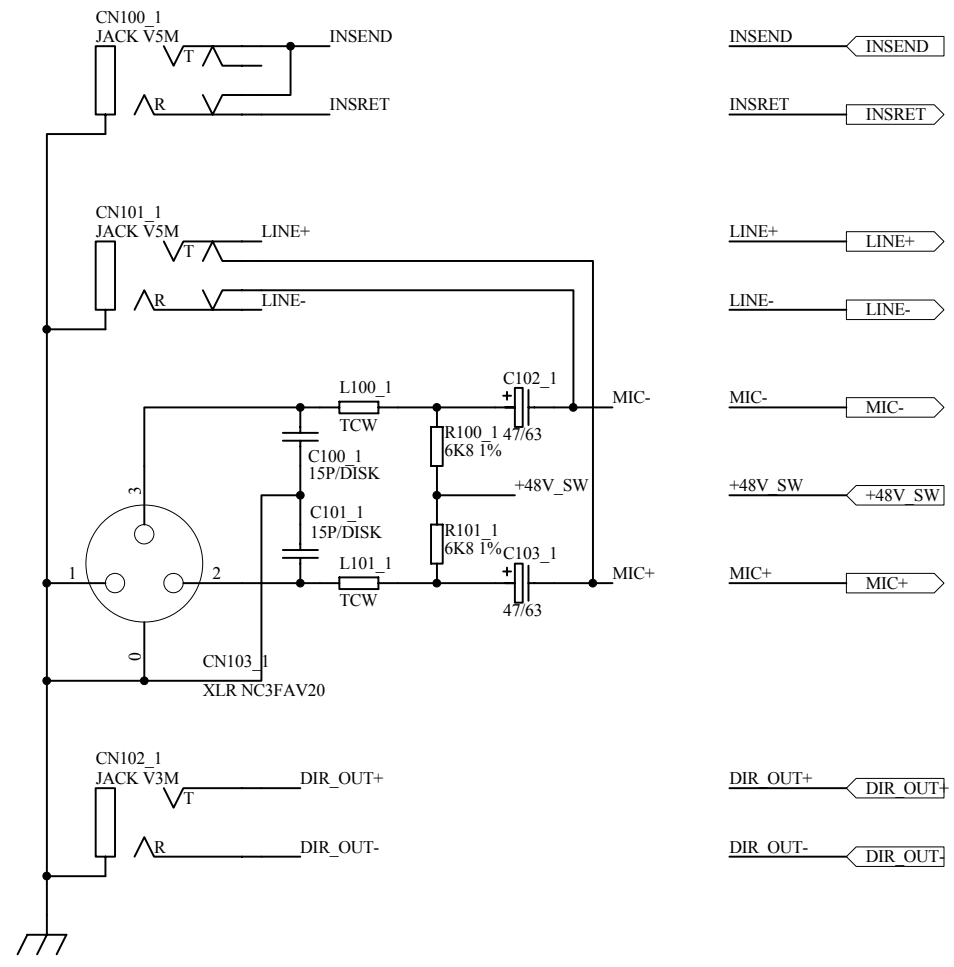 CN100_1
JACK V5M
T
INSEND
R
INSRET
INSEND
INSEND
INSRET
INSRET
CN101_1
JACK V5M
T
LINE+
R
LINE-
LINE+
LINE+
LINE-
LINE-
L100_1
TCW
C102_1
+
47/63
MIC-
MIC-
MIC-
R100_1
6K8 1%
C100_1
15P/DISK
+48V_SW
+48V_SW
+48V_SW
C101_1
15P/DISK
R101_1
6K8 1%
L101_1
TCW
C103_1
+
47/63
MIC+
MIC+
MIC+
3
1
2
0
CN103_1
XLR NC3FAV20
CN102_1
JACK V3M
T
DIR_OUT+
R
DIR_OUT-
DIR_OUT+
DIR_OUT+
DIR_OUT-
DIR_OUT-